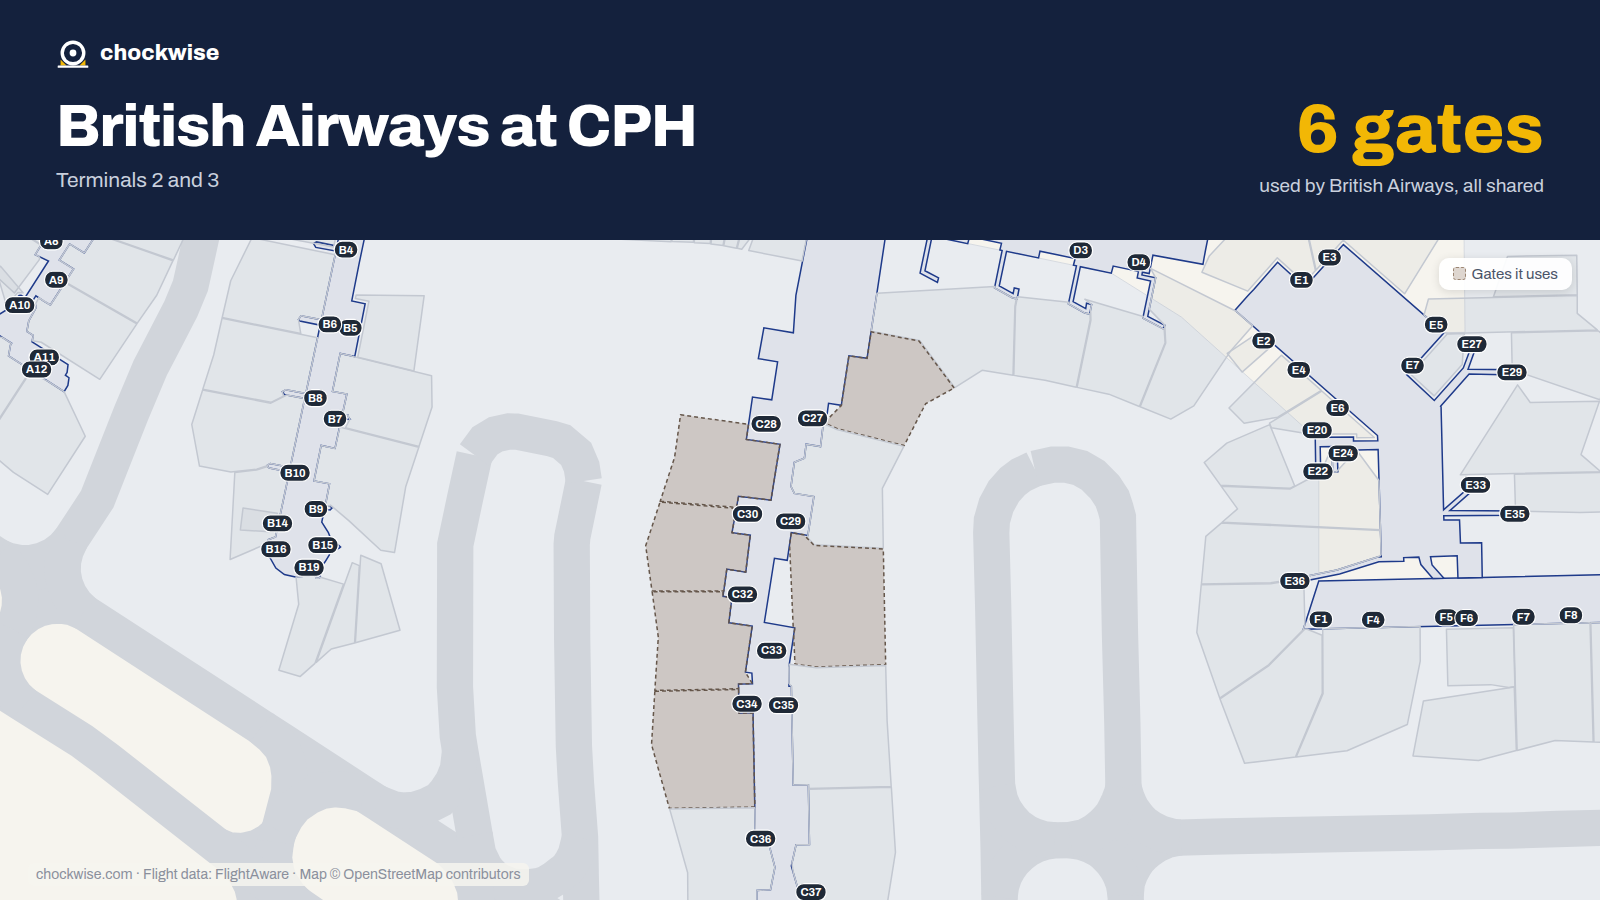 chockwise
British Airways at CPH
Terminals 2 and 3
6 gates
used by British Airways, all shared
Gates it uses
A8
A9
A10
A11
A12
B4
B6
B5
B8
B7
B10
B9
B14
B15
B16
B19
C28
C27
C30
C29
C32
C33
C34
C35
C36
C37
D3
D4
E3
E1
E5
E2
E27
E7
E4
E29
E6
E20
E24
E22
E33
E35
E36
F1
F4
F5
F6
F7
F8
chockwise.com · Flight data: FlightAware · Map © OpenStreetMap contributors